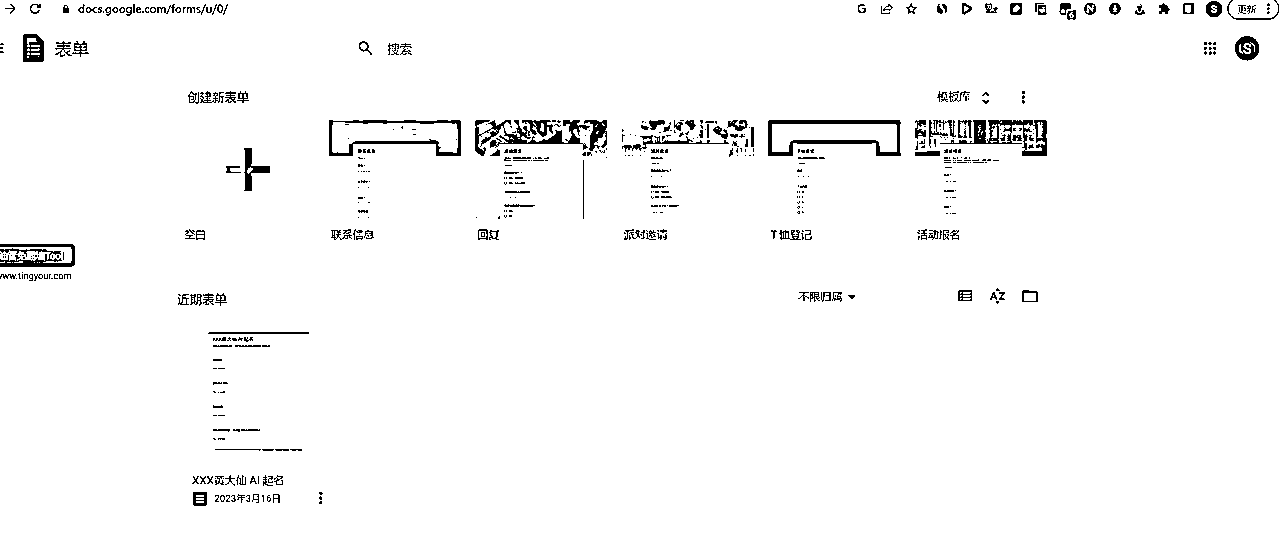 docs.google.com/forms/u/0/
更新
表单
搜索
创建新表单
模板库
空白
联系信息
回复
派对邀请
T 恤登记
活动报名
www.tingyour.com
近期表单
不限归属
AZ
XXX黄大仙 AI 起名
2023年3月16日